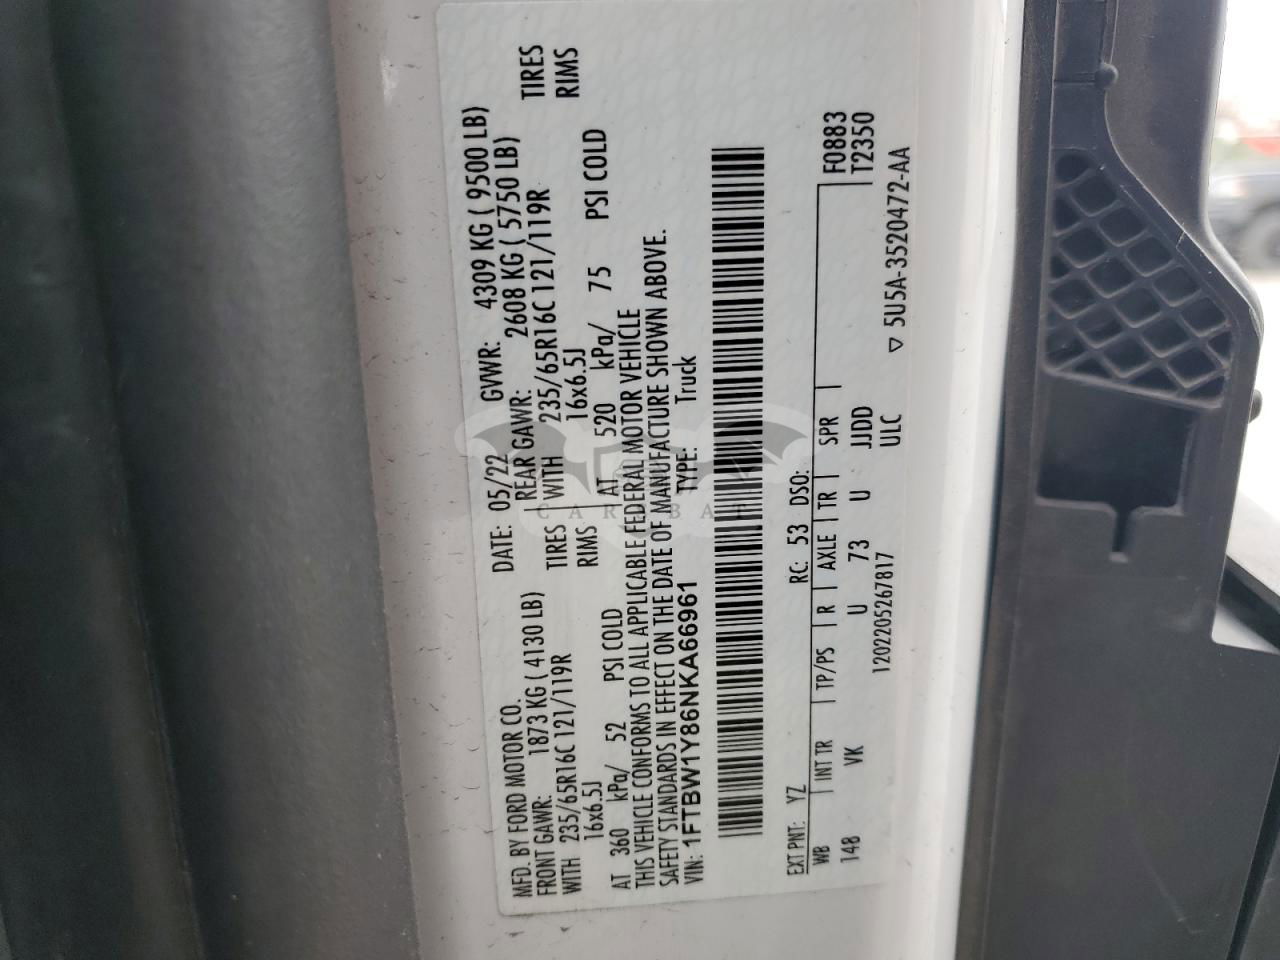 MFD. BY FORD MOTOR CO. DATE: 05/22 GVWR: 4309 KG ( 9500 LB)
FRONT GAWR: 1873 KG ( 4130 LB) REAR GAWR: 2608 KG ( 5750 LB)
WITH 235/65R16C 121/119R TIRES WITH 235/65R16C 121/119R TIRES
16x6.5J RIMS 16x6.5J RIMS
AT 360 kPa/ 52 PSI COLD AT 520 kPa/ 75 PSI COLD
THIS VEHICLE CONFORMS TO ALL APPLICABLE FEDERAL MOTOR VEHICLE
SAFETY STANDARDS IN EFFECT ON THE DATE OF MANUFACTURE SHOWN ABOVE.
VIN: 1FTBW1Y86NKA66961 TYPE: Truck
EXT PNT: YZ RC: 53 DSO: F0883
WB INT TR TP/PS R AXLE TR SPR T2350
148 VK U 73 U JJDD
1202205267817 ULC ▽ 5U5A-3520472-AA
CAR BAT